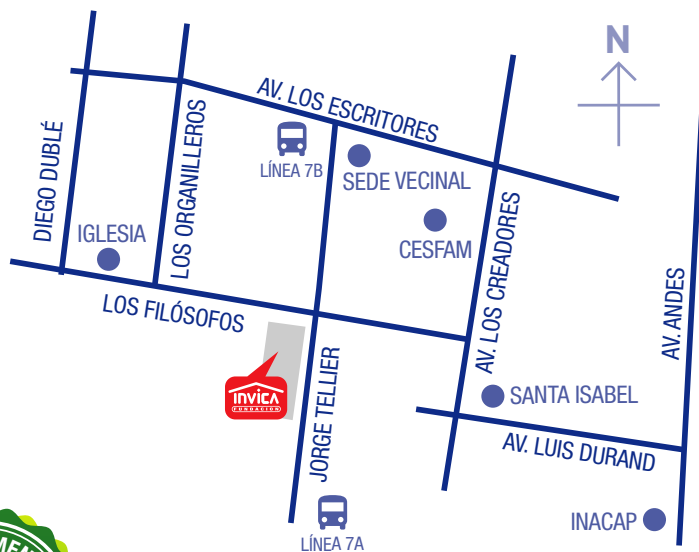 N
AV. LOS ESCRITORES
DIEGO DUBLÉ
LOS ORGANILLEROS
LÍNEA 7B
SEDE VECINAL
IGLESIA
CESFAM
AV. LOS CREADORES
AV. ANDES
LOS FILÓSOFOS
INVICA
FUNDACION
JORGE TELLIER
SANTA ISABEL
AV. LUIS DURAND
INACAP
LÍNEA 7A